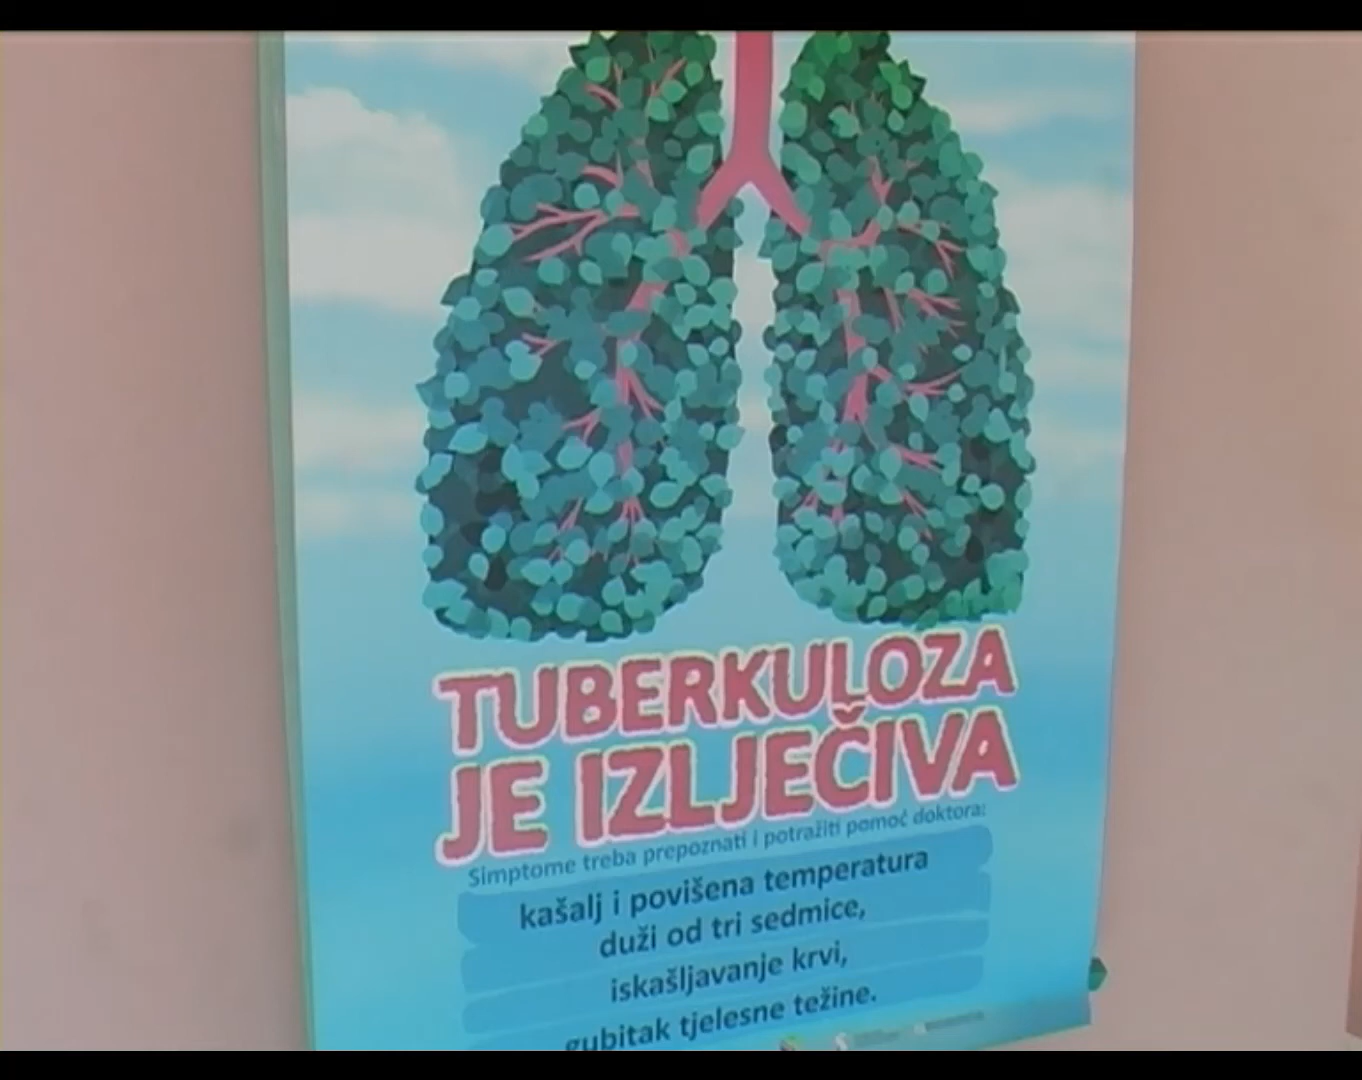 TUBERKULOZA
JE IZLJEČIVA
Simptome treba prepoznati i potražiti pomoć doktora:
kašalj i povišena temperatura
duži od tri sedmice,
iskašljavanje krvi,
gubitak tjelesne težine.